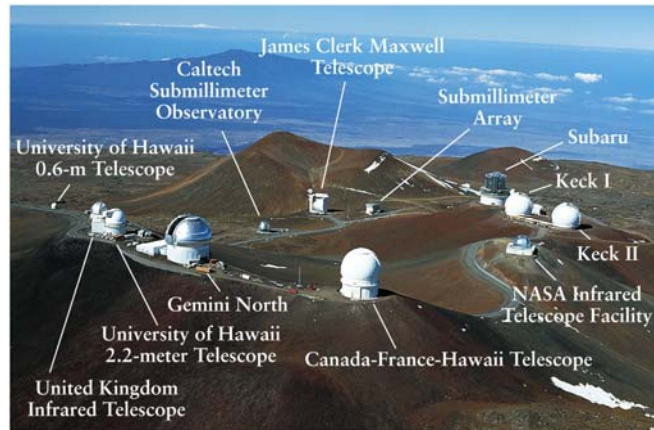 James Clerk Maxwell
Telescope
Caltech
Submillimeter
Observatory
Submillimeter
Array
Subaru
University of Hawaii
0.6-m Telescope
Keck I
Keck II
Gemini North
NASA Infrared
Telescope Facility
University of Hawaii
2.2-meter Telescope
Canada-France-Hawaii Telescope
United Kingdom
Infrared Telescope